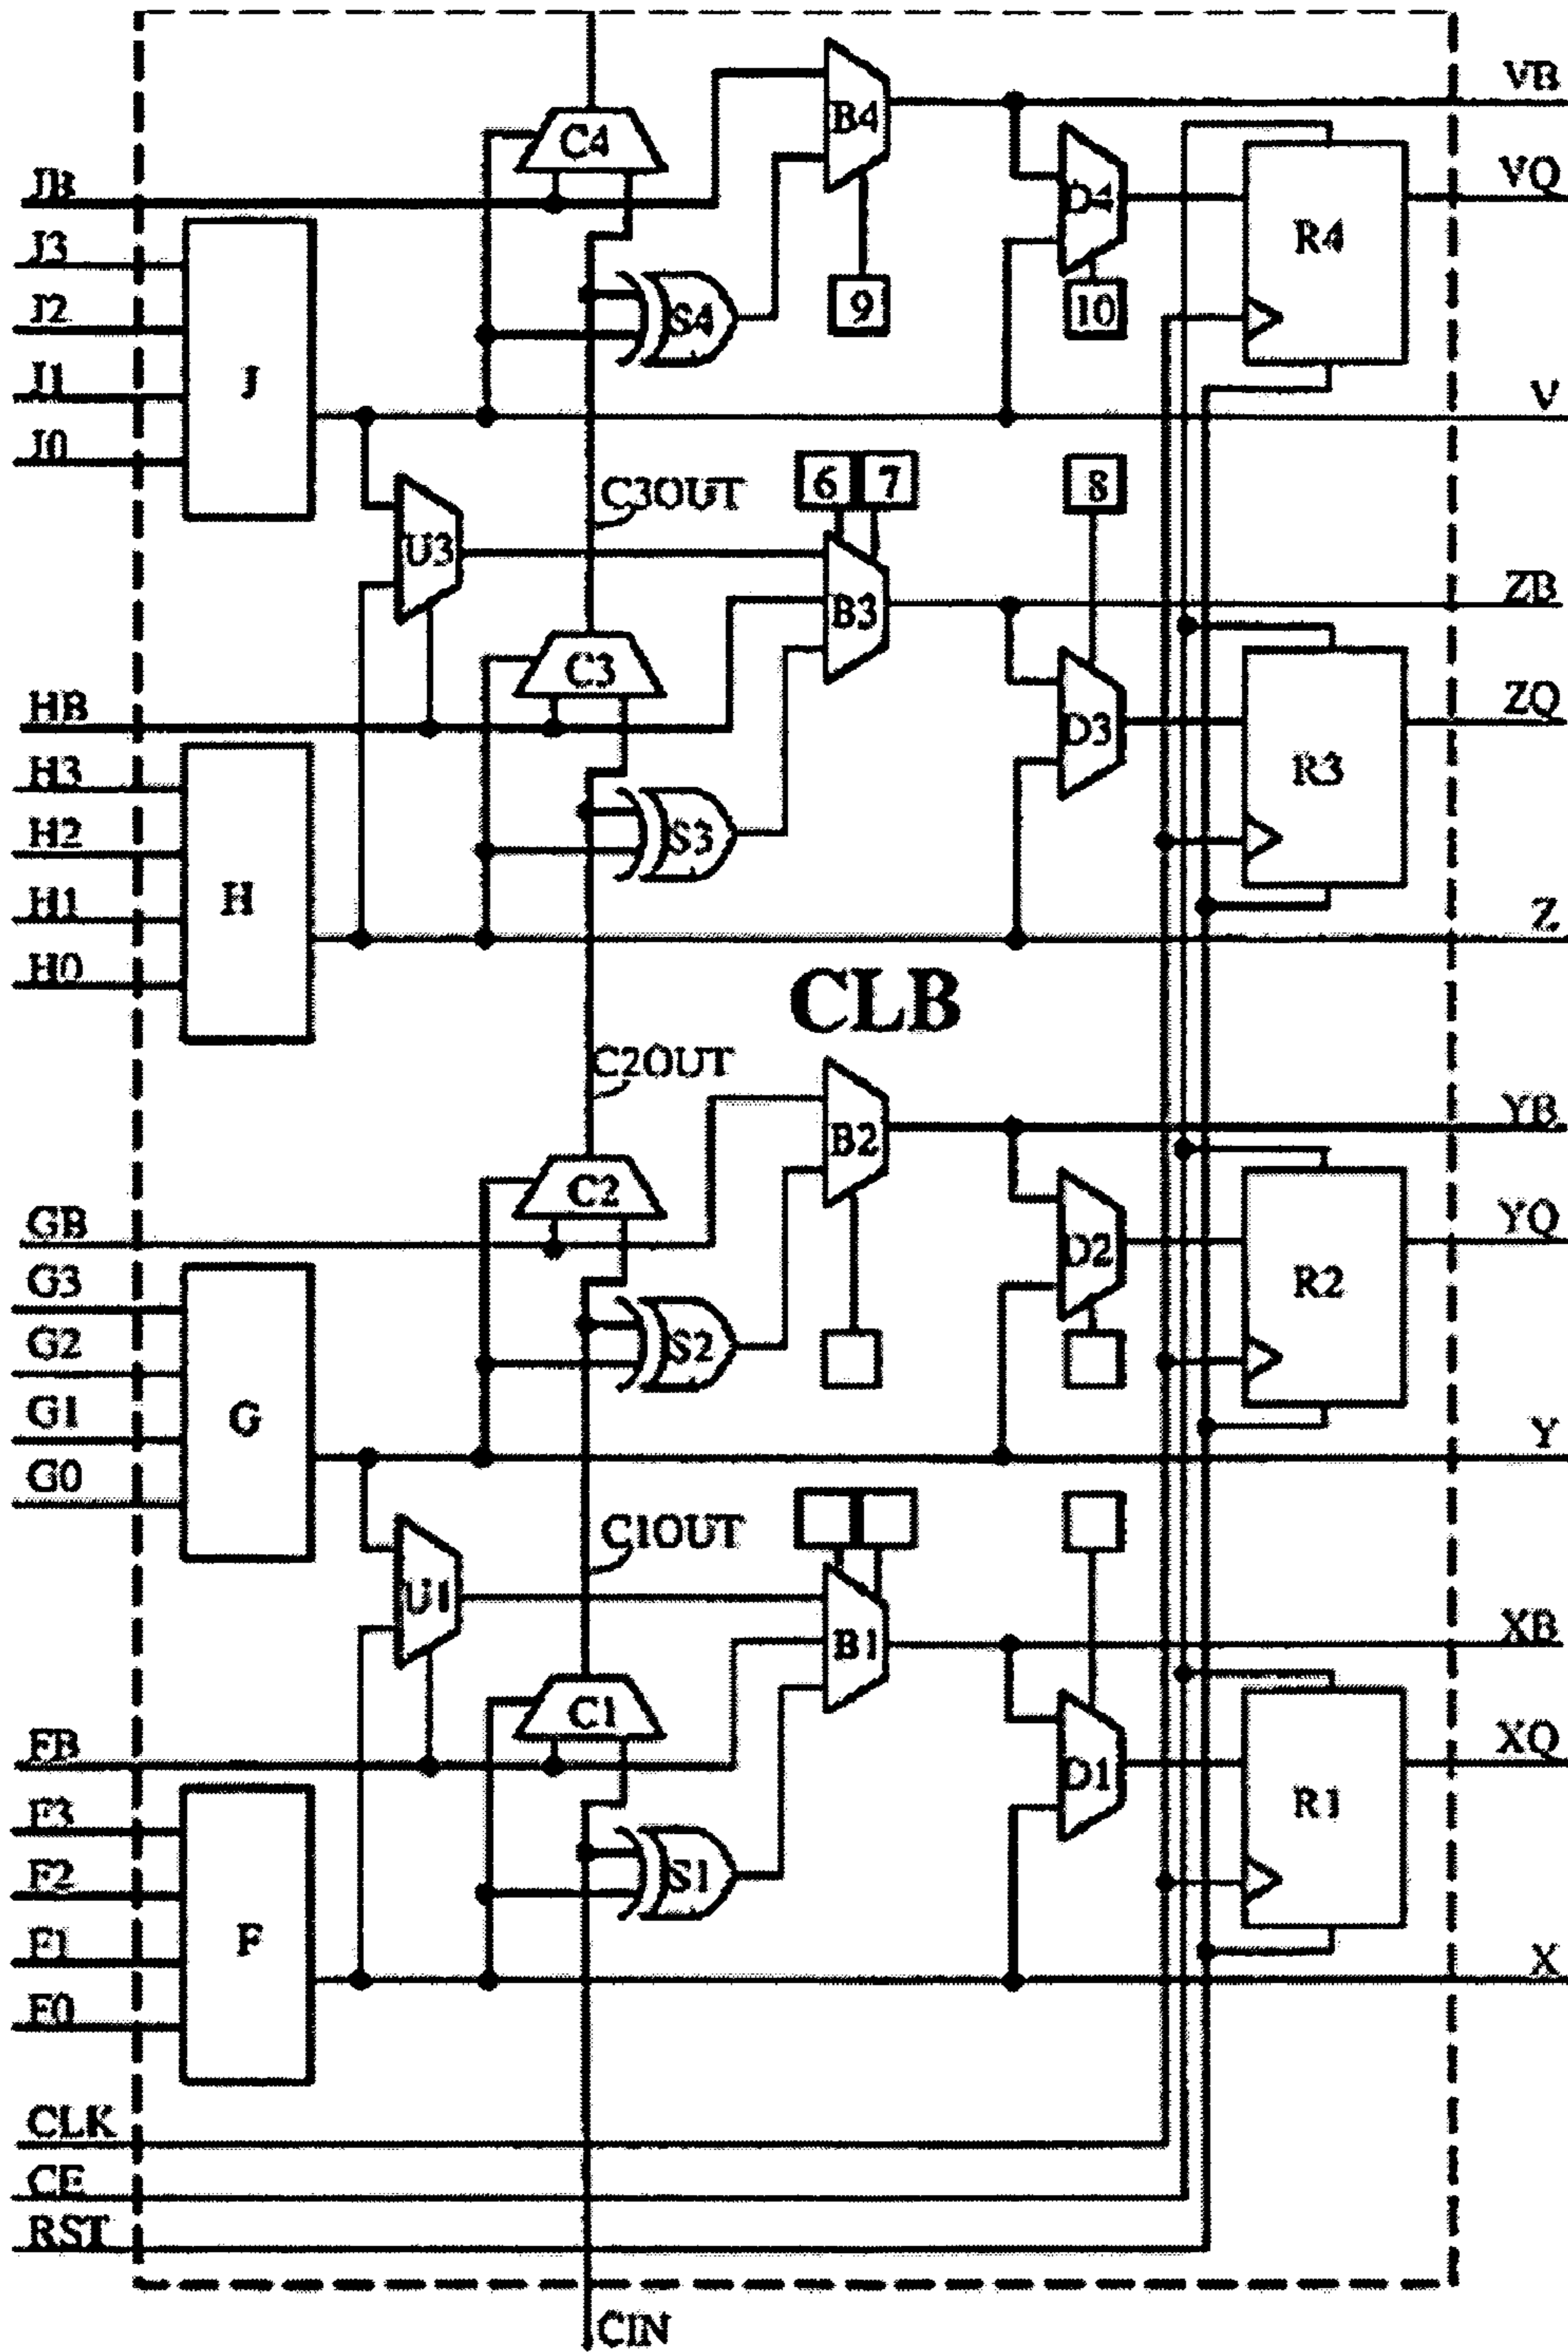 VB
B4
C4
VQ
JB
D4
R4
J3
S4
9
10
J2
J1
J
V
J0
6
7
8
C3OUT
U3
ZB
B3
C3
HB
D3
ZQ
H3
R3
H2
S3
H1
H
Z
H0
CLB
C2OUT
YB
B2
C2
GB
YQ
D2
G3
R2
G2
S2
G1
G
Y
G0
C1OUT
U1
XB
B1
C1
FB
XQ
D1
F3
R1
F2
S1
F1
F
X
F0
CLK
CE
RST
CIN